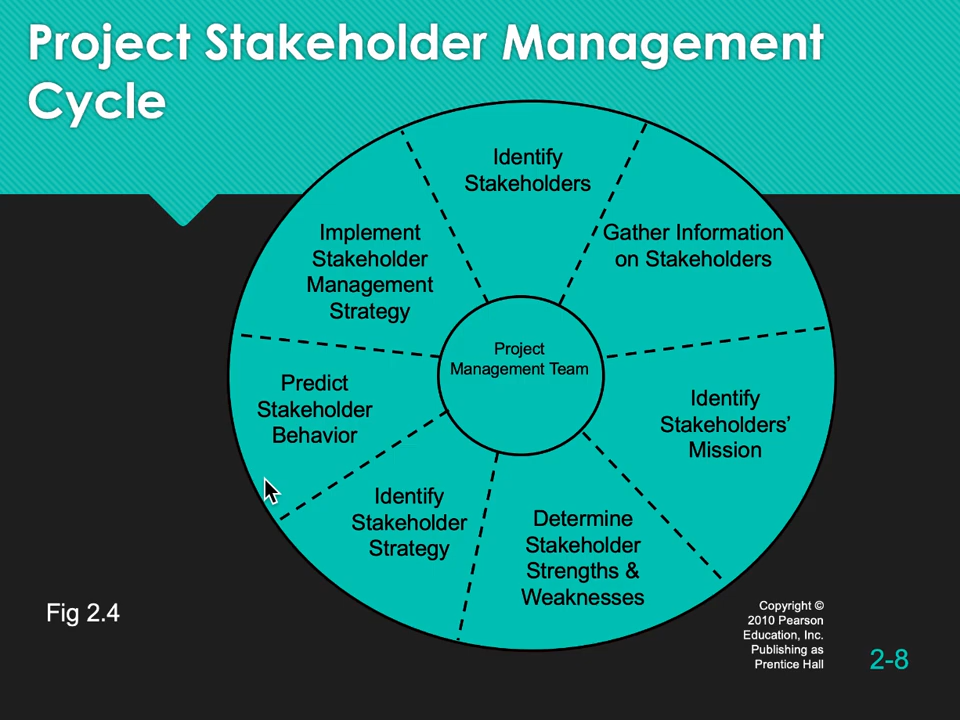 Project Stakeholder Management
Cycle
Identify
Stakeholders
Gather Information
on Stakeholders
Identify
Stakeholders’
Mission
Determine
Stakeholder
Strengths &
Weaknesses
Identify
Stakeholder
Strategy
Predict
Stakeholder
Behavior
Implement
Stakeholder
Management
Strategy
Project
Management Team
Fig 2.4
Copyright ©
2010 Pearson
Education, Inc.
Publishing as
Prentice Hall
2-8